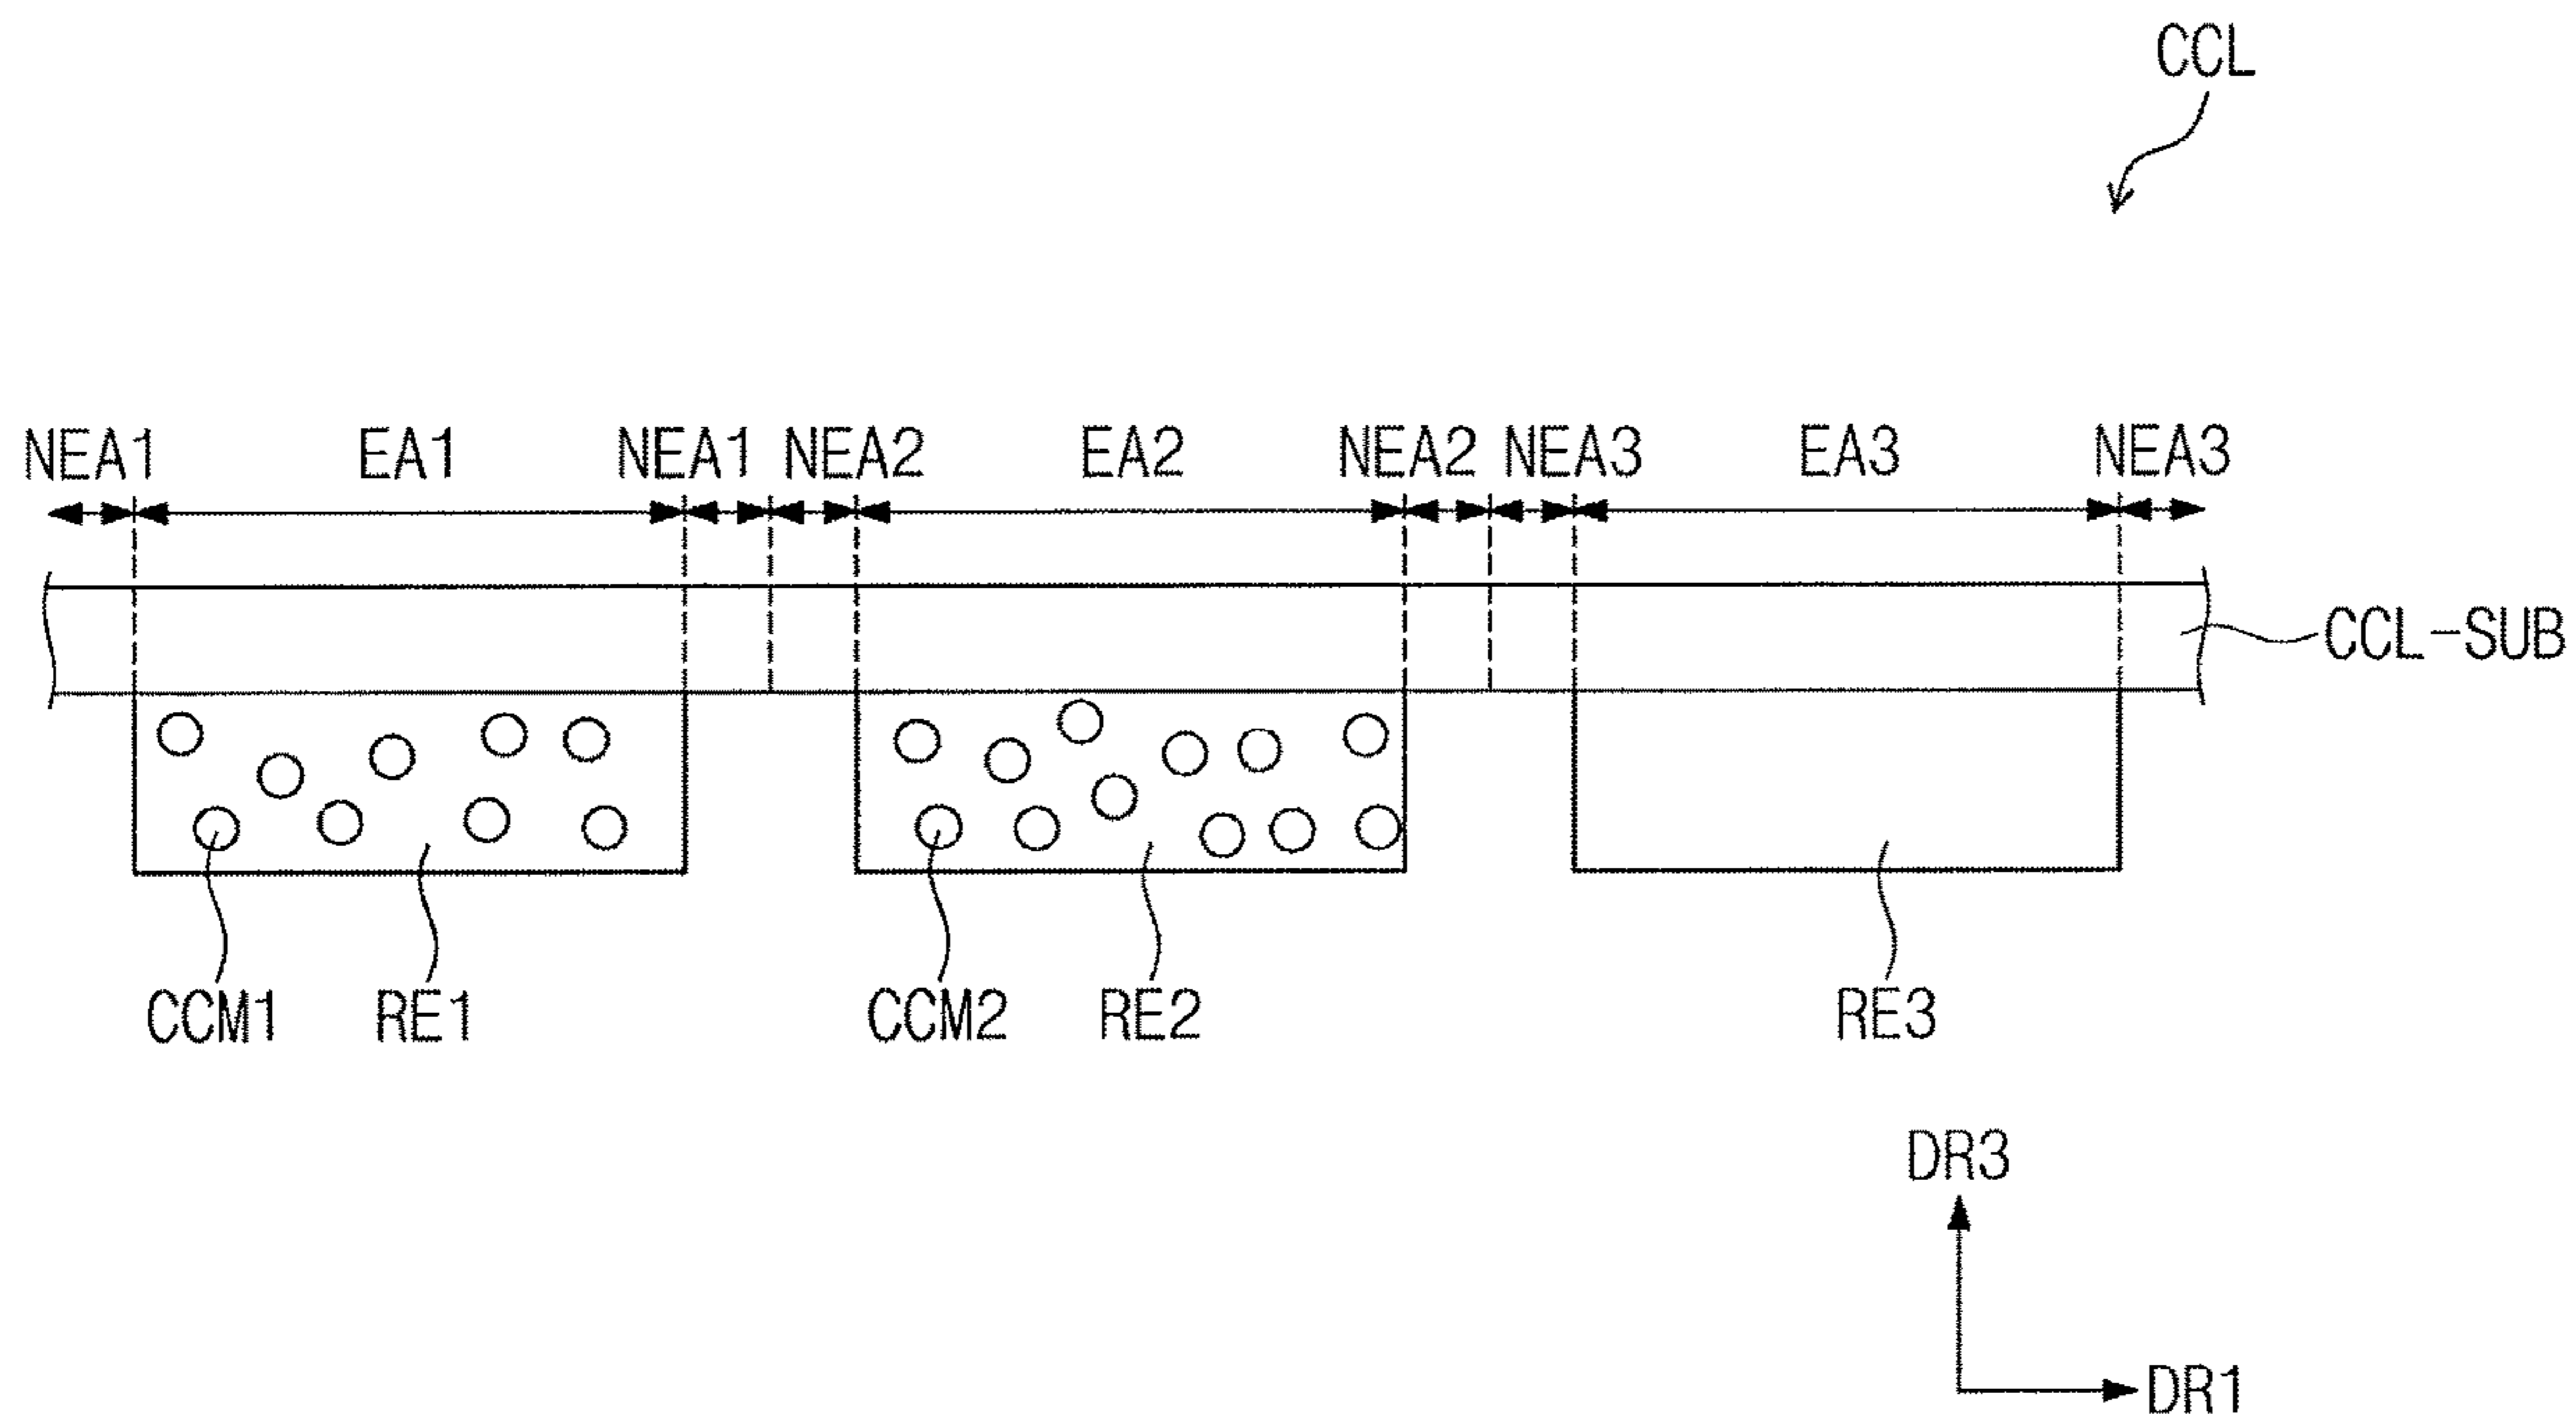 CCL
NEA1 EA1 NEA1 NEA2 EA2 NEA2 NEA3 EA3 NEA3
CCL-SUB
CCM1 RE1 CCM2 RE2 RE3
DR3
DR1